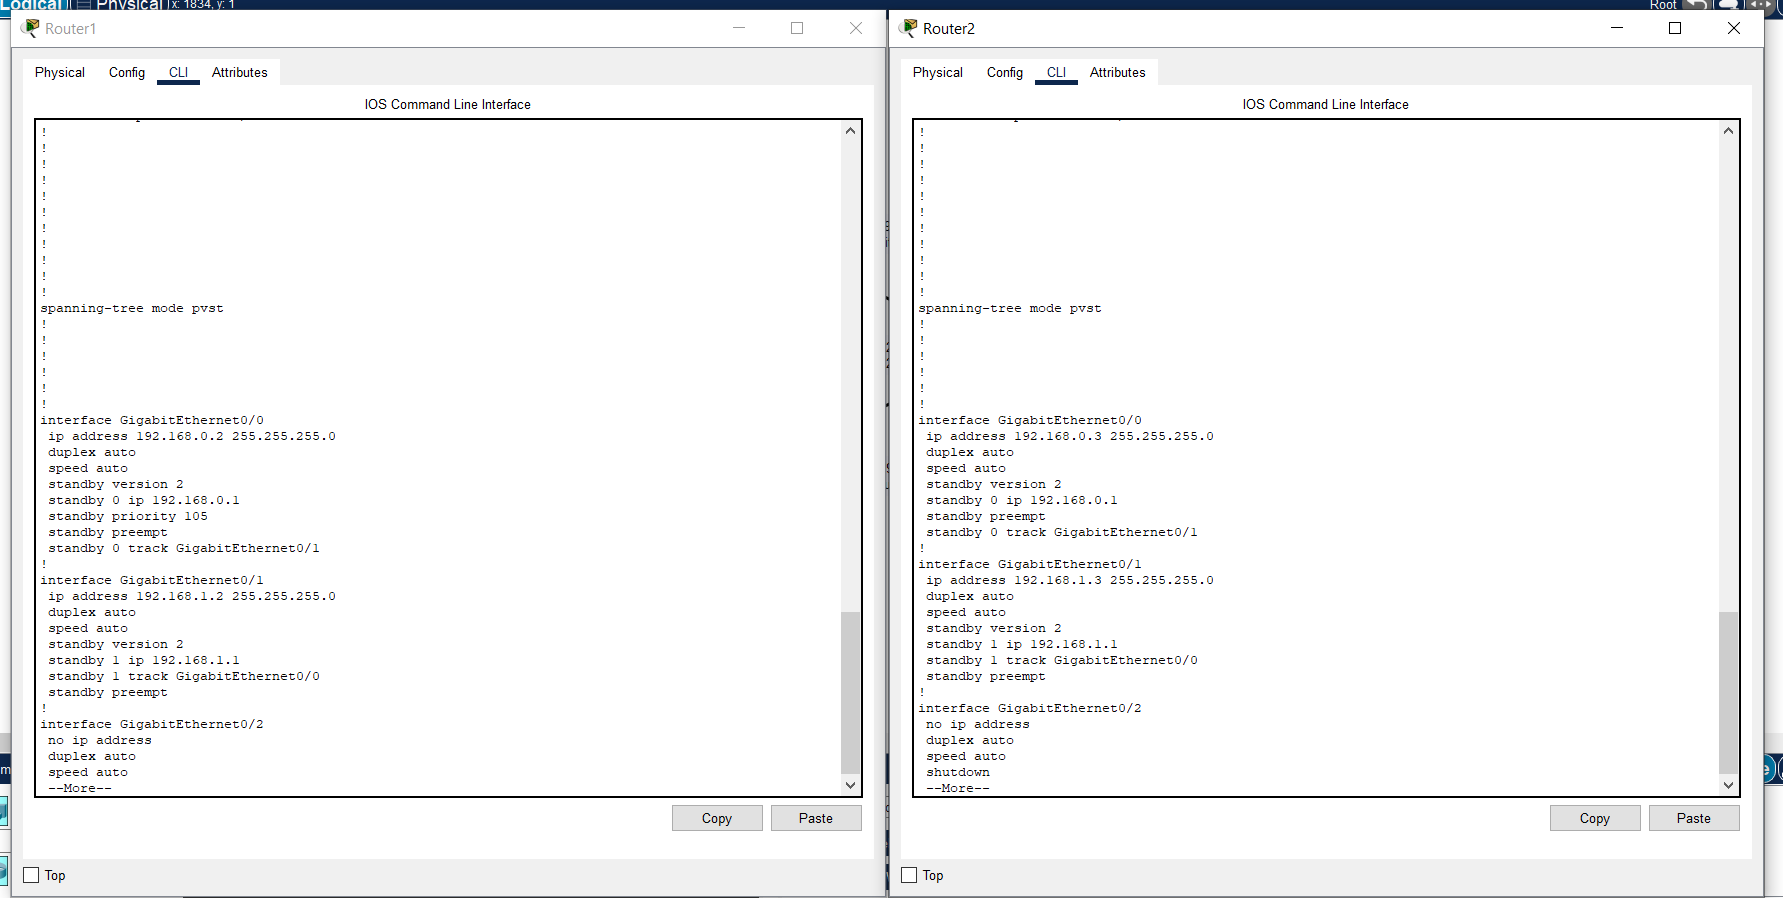 Logical Physical x: 1834, y: 1 Root
Router1
Physical Config CLI Attributes
IOS Command Line Interface
!
!
!
!
!
!
!
!
!
!
!
spanning-tree mode pvst
!
!
!
!
!
!
interface GigabitEthernet0/0
ip address 192.168.0.2 255.255.255.0
duplex auto
speed auto
standby version 2
standby 0 ip 192.168.0.1
standby priority 105
standby preempt
standby 0 track GigabitEthernet0/1
!
interface GigabitEthernet0/1
ip address 192.168.1.2 255.255.255.0
duplex auto
speed auto
standby version 2
standby 1 ip 192.168.1.1
standby 1 track GigabitEthernet0/0
standby preempt
!
interface GigabitEthernet0/2
no ip address
duplex auto
speed auto
--More--
Copy Paste
Top
Router2
Physical Config CLI Attributes
IOS Command Line Interface
!
!
!
!
!
!
!
!
!
!
!
spanning-tree mode pvst
!
!
!
!
!
!
interface GigabitEthernet0/0
ip address 192.168.0.3 255.255.255.0
duplex auto
speed auto
standby version 2
standby 0 ip 192.168.0.1
standby preempt
standby 0 track GigabitEthernet0/1
!
interface GigabitEthernet0/1
ip address 192.168.1.3 255.255.255.0
duplex auto
speed auto
standby version 2
standby 1 ip 192.168.1.1
standby 1 track GigabitEthernet0/0
standby preempt
!
interface GigabitEthernet0/2
no ip address
duplex auto
speed auto
shutdown
--More--
Copy Paste
Top